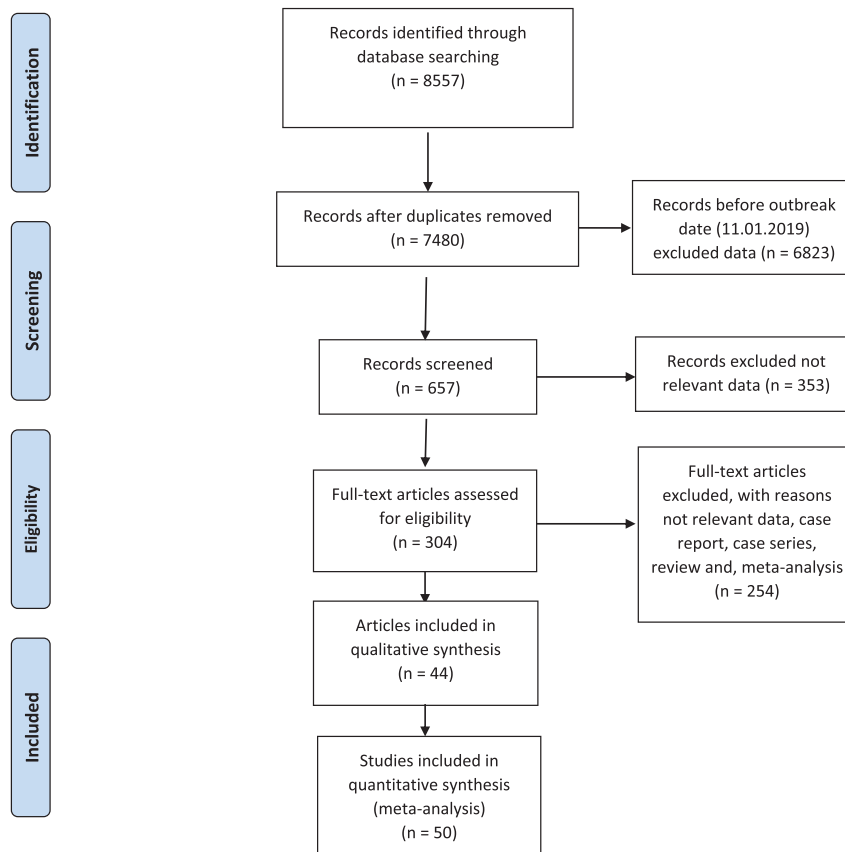 Identification
Records identified through
database searching
(n = 8557)
Records after duplicates removed
(n = 7480)
Records before outbreak
date (11.01.2019)
excluded data (n = 6823)
Screening
Records screened
(n = 657)
Records excluded not
relevant data (n = 353)
Eligibility
Full-text articles assessed
for eligibility
(n = 304)
Full-text articles
excluded, with reasons
not relevant data, case
report, case series,
review and, meta-analysis
(n = 254)
Included
Articles included in
qualitative synthesis
(n = 44)
Studies included in
quantitative synthesis
(meta-analysis)
(n = 50)